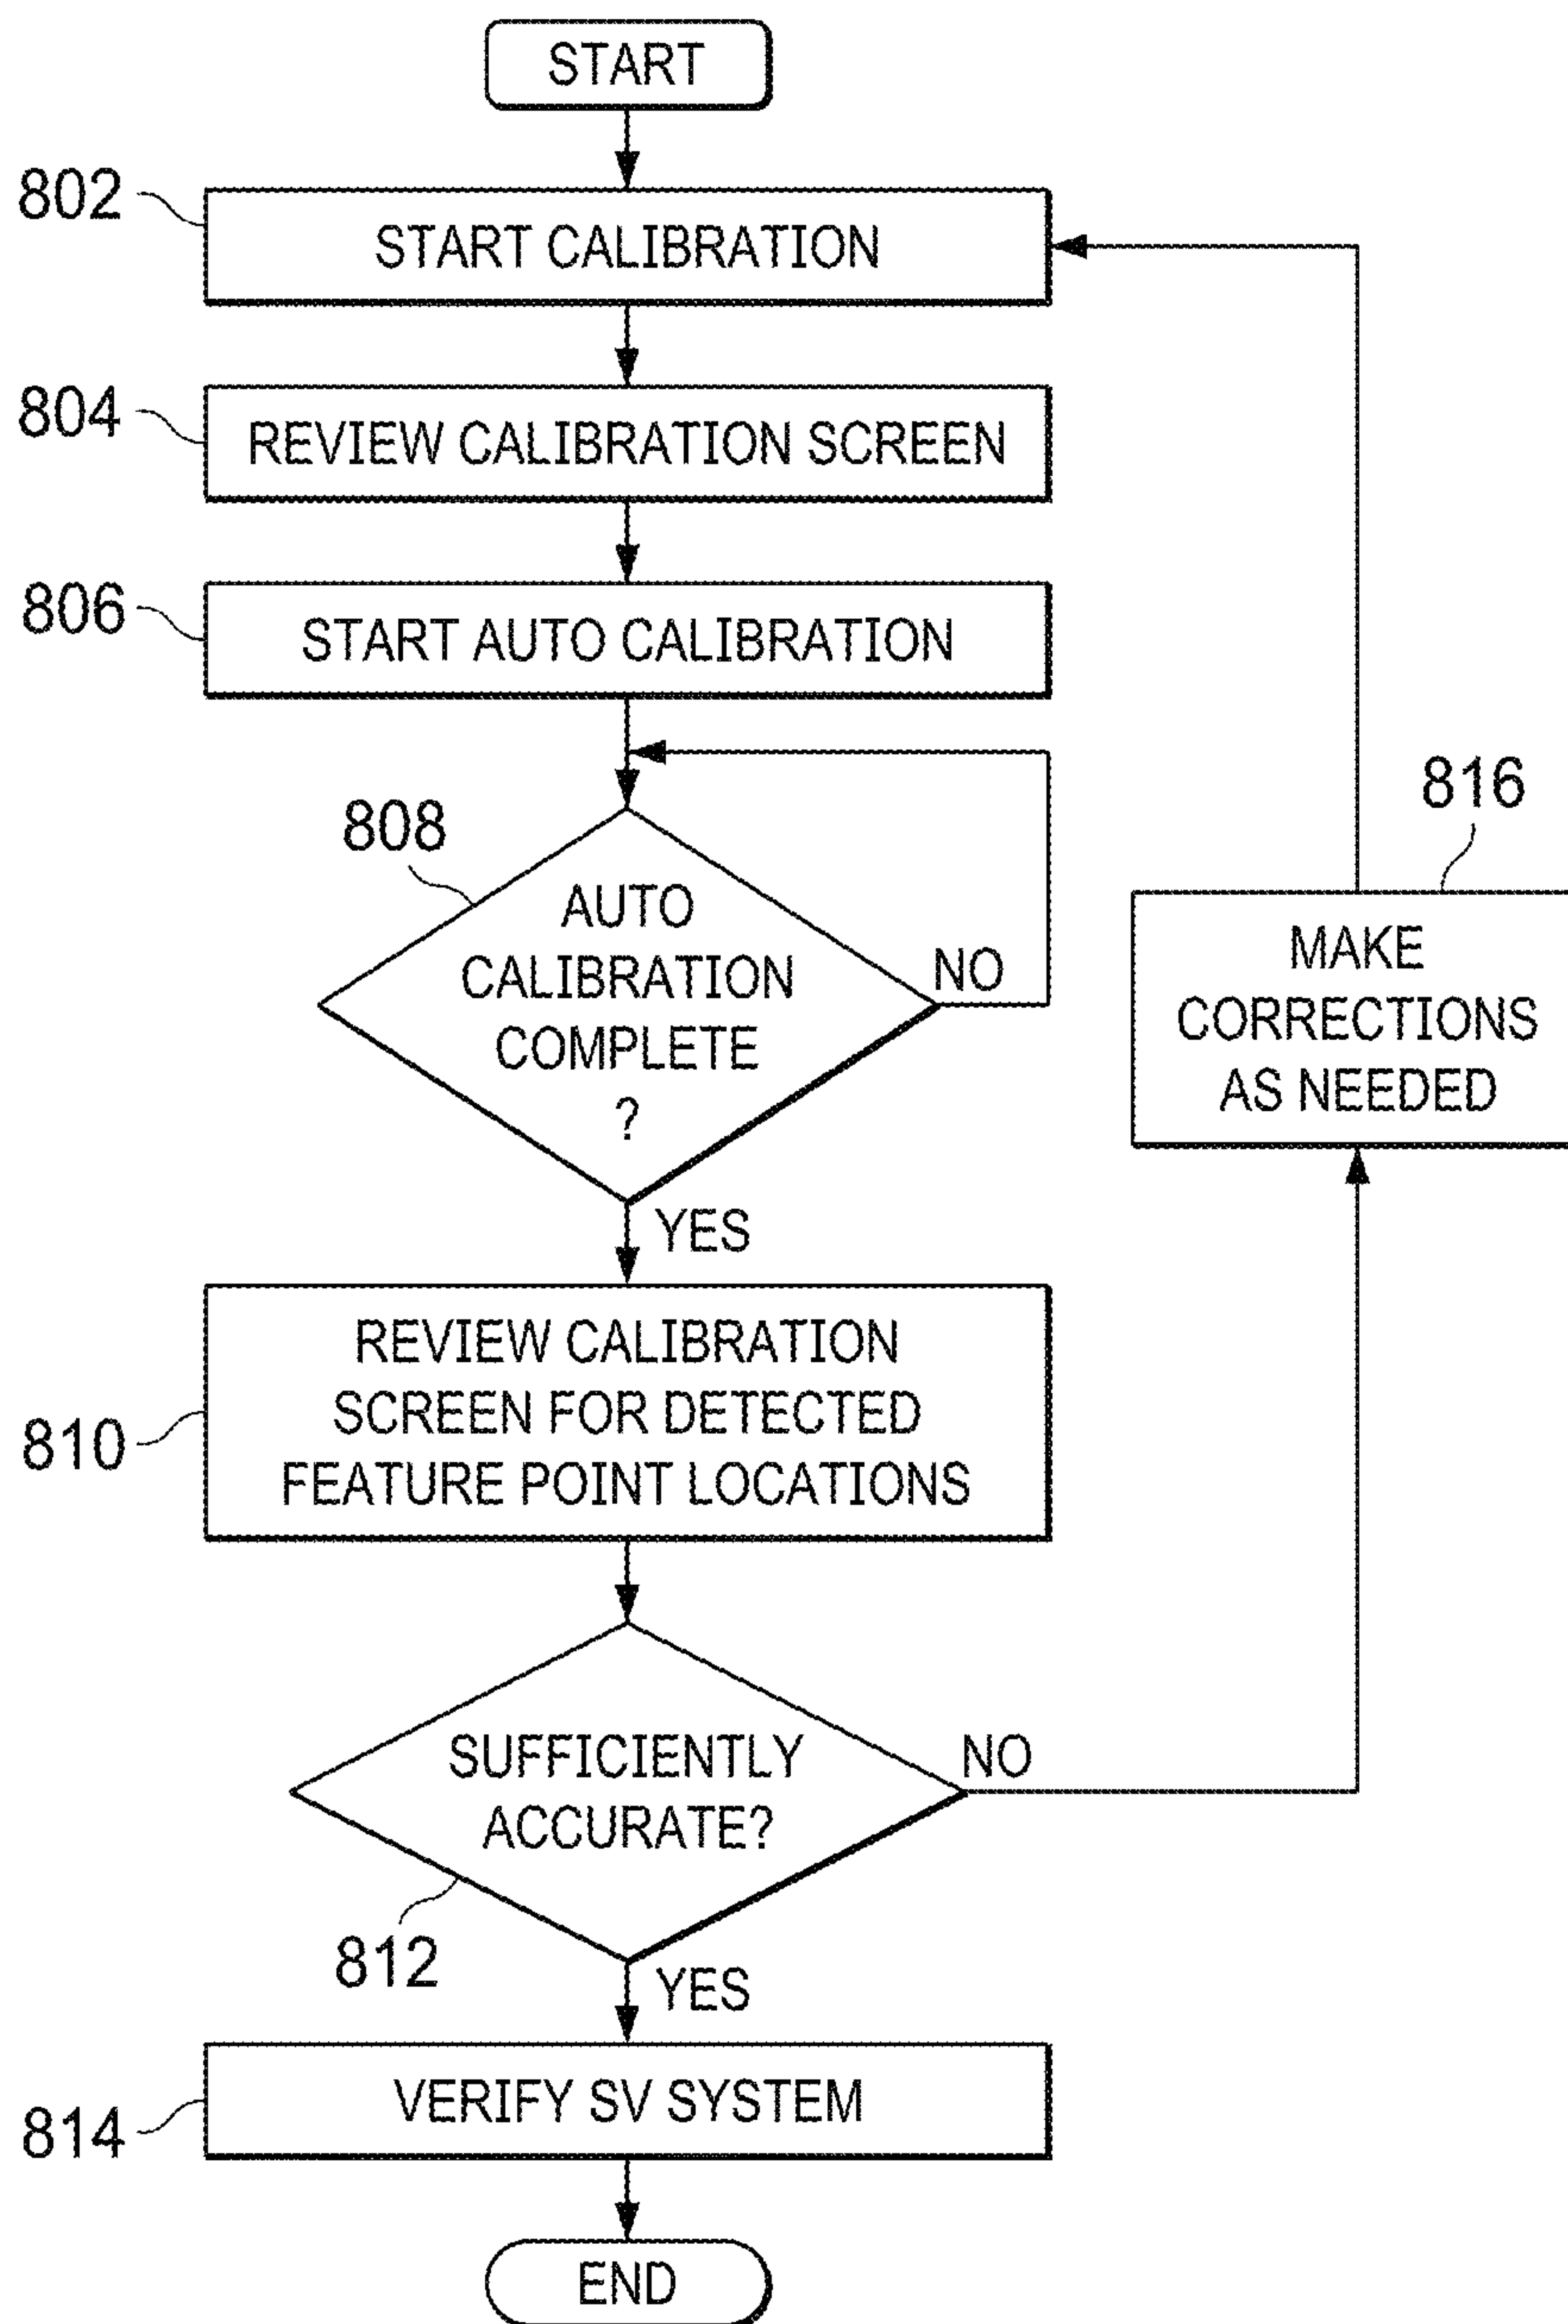 START
802
START CALIBRATION
804
REVIEW CALIBRATION SCREEN
806
START AUTO CALIBRATION
808
AUTO
CALIBRATION
COMPLETE
?
NO
YES
816
MAKE
CORRECTIONS
AS NEEDED
810
REVIEW CALIBRATION
SCREEN FOR DETECTED
FEATURE POINT LOCATIONS
812
SUFFICIENTLY
ACCURATE?
NO
YES
814
VERIFY SV SYSTEM
END